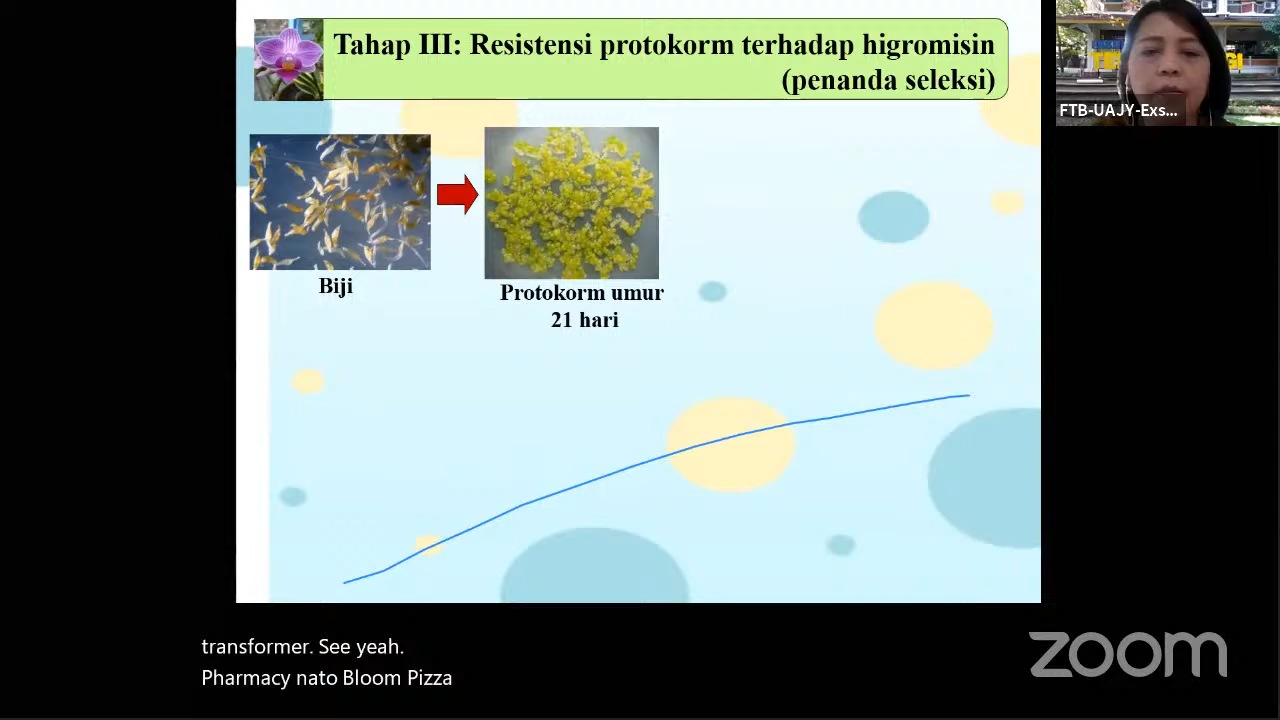 Tahap III: Resistensi protokorm terhadap higromisin
(penanda seleksi)
FTB-UAJY-Exs...
Biji
Protokorm umur
21 hari
transformer. See yeah.
Pharmacy nato Bloom Pizza
zoom